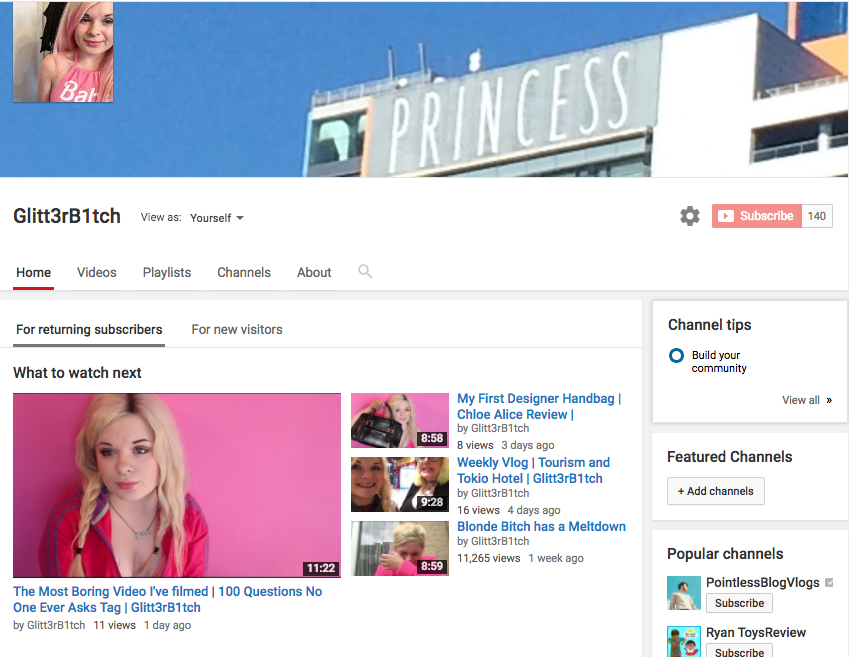 Bab
PRINCESS
Glitt3rB1tch
View as: Yourself
Subscribe 140
Home Videos Playlists Channels About
For returning subscribers For new visitors
What to watch next
11:22
The Most Boring Video I've filmed | 100 Questions No
One Ever Asks Tag | Glitt3rB1tch
by Glitt3rB1tch 11 views 1 day ago
8:58
My First Designer Handbag |
Chloe Alice Review |
by Glitt3rB1tch
8 views 3 days ago
9:28
Weekly Vlog | Tourism and
Tokio Hotel | Glitt3rB1tch
by Glitt3rB1tch
16 views 4 days ago
8:59
Blonde Bitch has a Meltdown
by Glitt3rB1tch
11,265 views 1 week ago
Channel tips
Build your
community
View all »
Featured Channels
+ Add channels
Popular channels
PointlessBlogVlogs
Subscribe
Ryan ToysReview
Subscribe